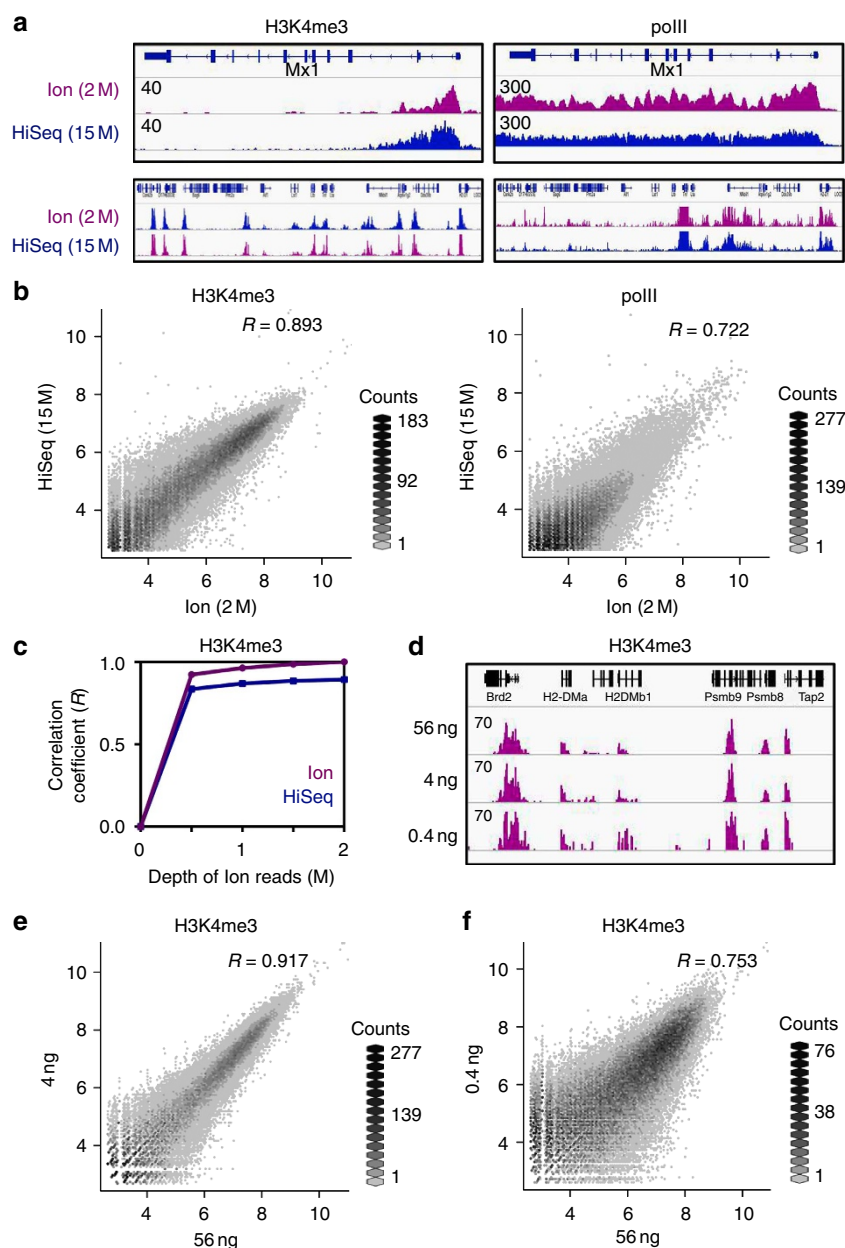 a
H3K4me3
polII
Mx1
Mx1
Ion (2 M)
40
300
HiSeq (15 M)
40
300
Ion (2 M)
HiSeq (15 M)
b
H3K4me3
polII
R = 0.893
R = 0.722
HiSeq (15 M)
10
8
6
4
4
6
8
10
Ion (2 M)
Counts
183
92
1
HiSeq (15 M)
10
8
6
4
4
6
8
10
Ion (2 M)
Counts
277
139
1
c
H3K4me3
Correlation
coefficient (R)
1.0
0.5
0.0
Ion
HiSeq
0
1
2
Depth of Ion reads (M)
d
H3K4me3
Brd2
H2-DMa
H2DMb1
Psmb9
Psmb8
Tap2
56 ng
70
4 ng
70
0.4 ng
70
e
H3K4me3
R = 0.917
4 ng
10
8
6
4
4
6
8
10
56 ng
Counts
277
139
1
f
H3K4me3
R = 0.753
0.4 ng
10
8
6
4
4
6
8
10
56 ng
Counts
76
38
1